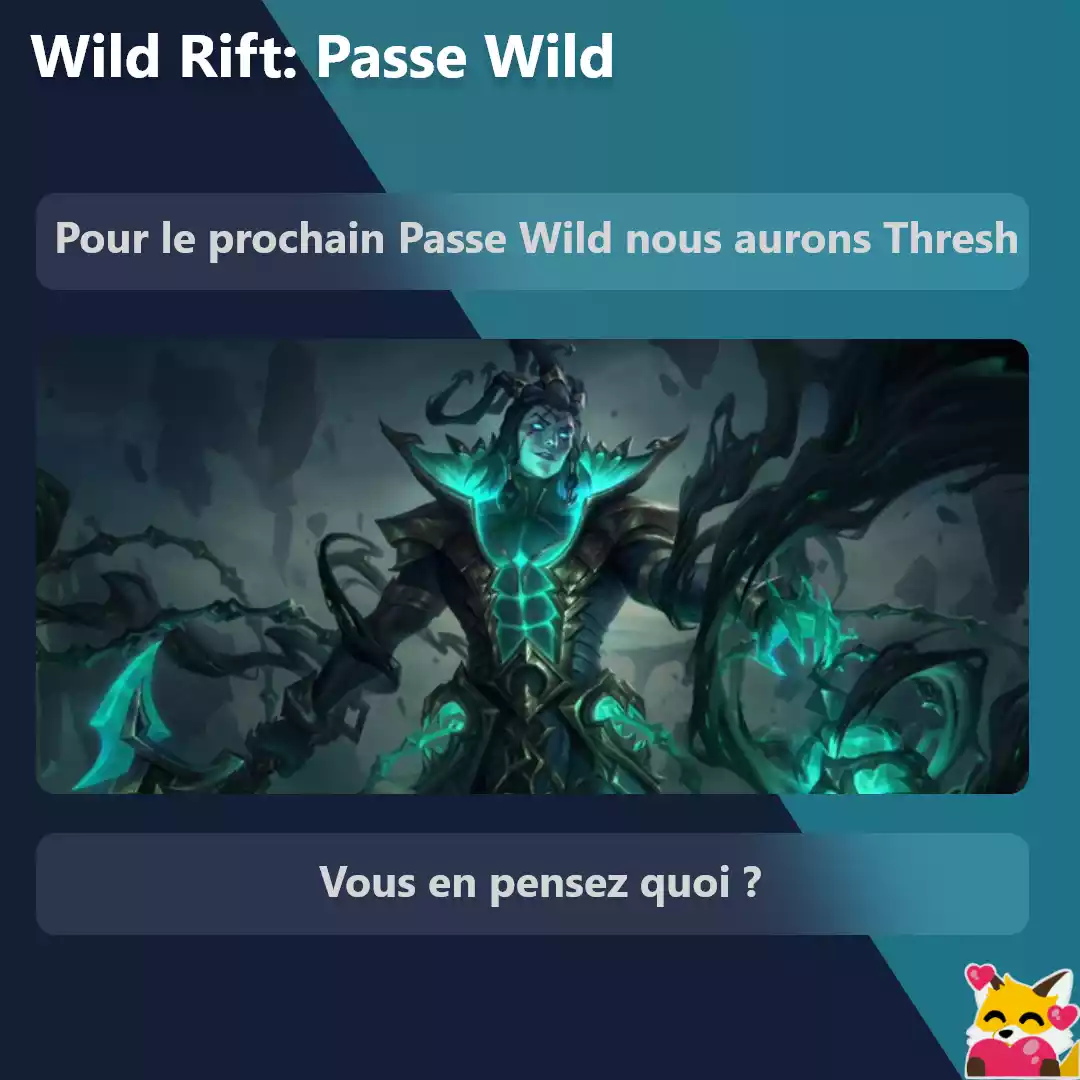 Wild Rift: Passe Wild
Pour le prochain Passe Wild nous aurons Thresh
Vous en pensez quoi ?